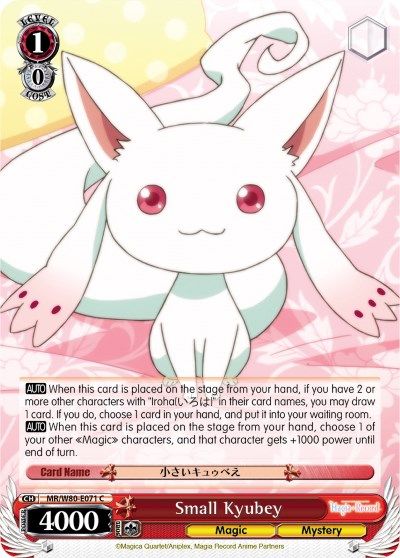 LEVEL
1
0
COST
AUTO When this card is placed on the stage from your hand, if you have 2 or
more other characters with "Iroha(いろは)" in their card names, you may draw
1 card. If you do, choose 1 card in your hand, and put it into your waiting room.
AUTO When this card is placed on the stage from your hand, choose 1 of
your other «Magic» characters, and that character gets +1000 power until
end of turn.
Card Name 小さいキュゥべえ
CH MR/W80-E071 C
POWER 4000
Small Kyubey
Magic Mystery
Magia Record
©Magica Quartet/Aniplex, Magia Record Anime Partners